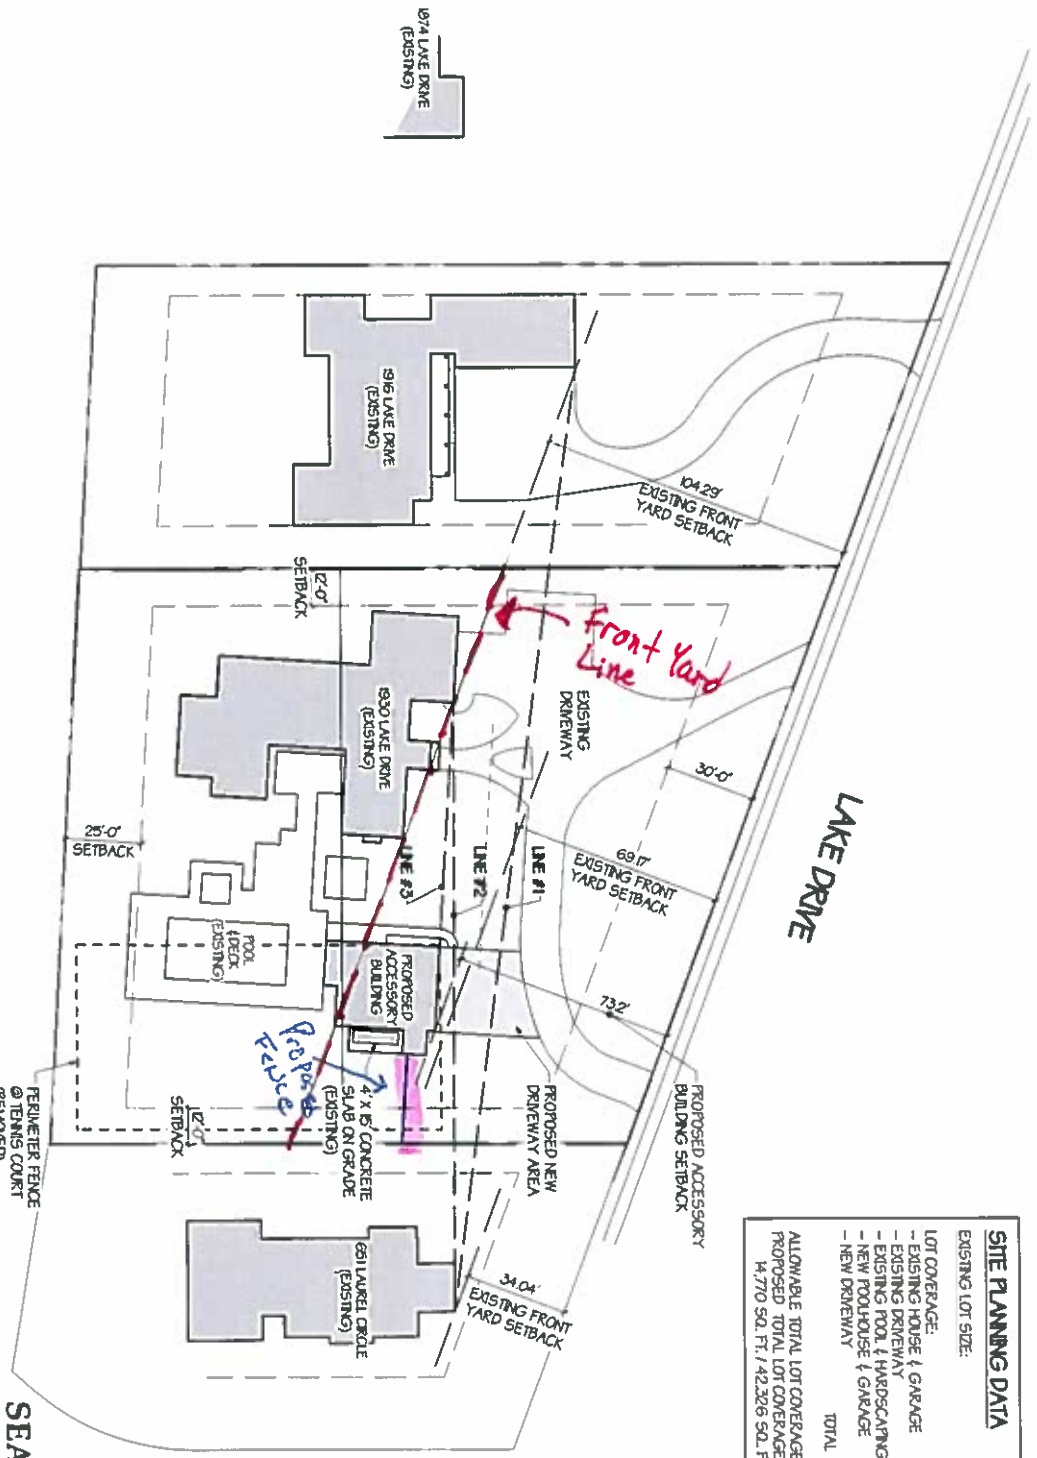 1874 LAKE DRIVE
(EXISTING)
1916 LAKE DRIVE
(EXISTING)
104.29'
EXISTING FRONT
YARD SETBACK
12'-0"
SETBACK
Front Yard
Line
EXISTING
DRIVEWAY
30'-0"
LAKE DRIVE
1930 LAKE DRIVE
(EXISTING)
69.17'
EXISTING FRONT
YARD SETBACK
LINE #1
LINE #2
LINE #3
25'-0"
SETBACK
POOL
& DECK
(EXISTING)
PROPOSED
ACCESSORY
BUILDING
73.2'
PROPOSED ACCESSORY
BUILDING SETBACK
PROPOSED NEW
DRIVEWAY AREA
Proposed
Fence
4' X 15' CONCRETE
SLAB ON GRADE
(EXISTING)
12'-0"
SETBACK
PERIMETER FENCE
@ TENNIS COURT
(REMOVED)
34.04'
EXISTING FRONT
YARD SETBACK
651 LAUREL CIRCLE
(EXISTING)
SITE PLANNING DATA
EXISTING LOT SIZE:
LOT COVERAGE:
- EXISTING HOUSE & GARAGE
- EXISTING DRIVEWAY
- EXISTING POOL & HARDSCAPING
- NEW POOLHOUSE & GARAGE
- NEW DRIVEWAY
TOTAL
ALLOWABLE TOTAL LOT COVERAGE
PROPOSED TOTAL LOT COVERAGE
14,770 SQ. FT. / 42,326 SQ. F
SEA